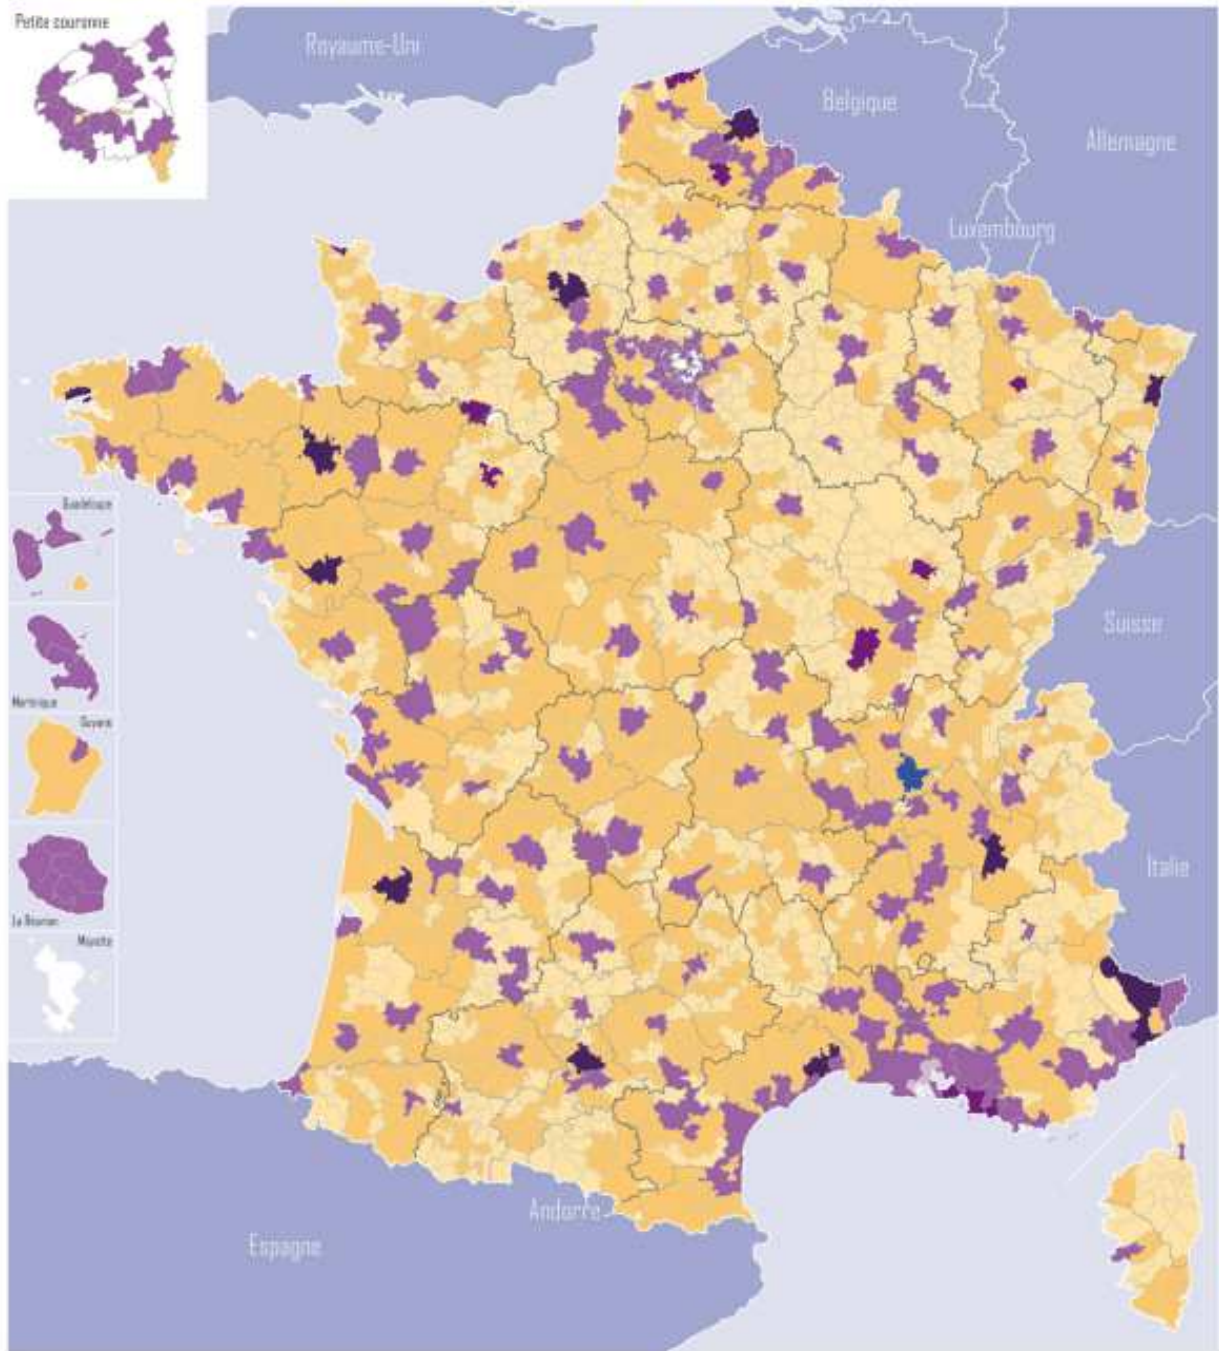 Petite couronne
Royaume-Uni
Belgique
Allemagne
Luxembourg
Guadeloupe
Martinique
Guyane
Suisse
La Réunion
Italie
Mayotte
Andorre
Espagne